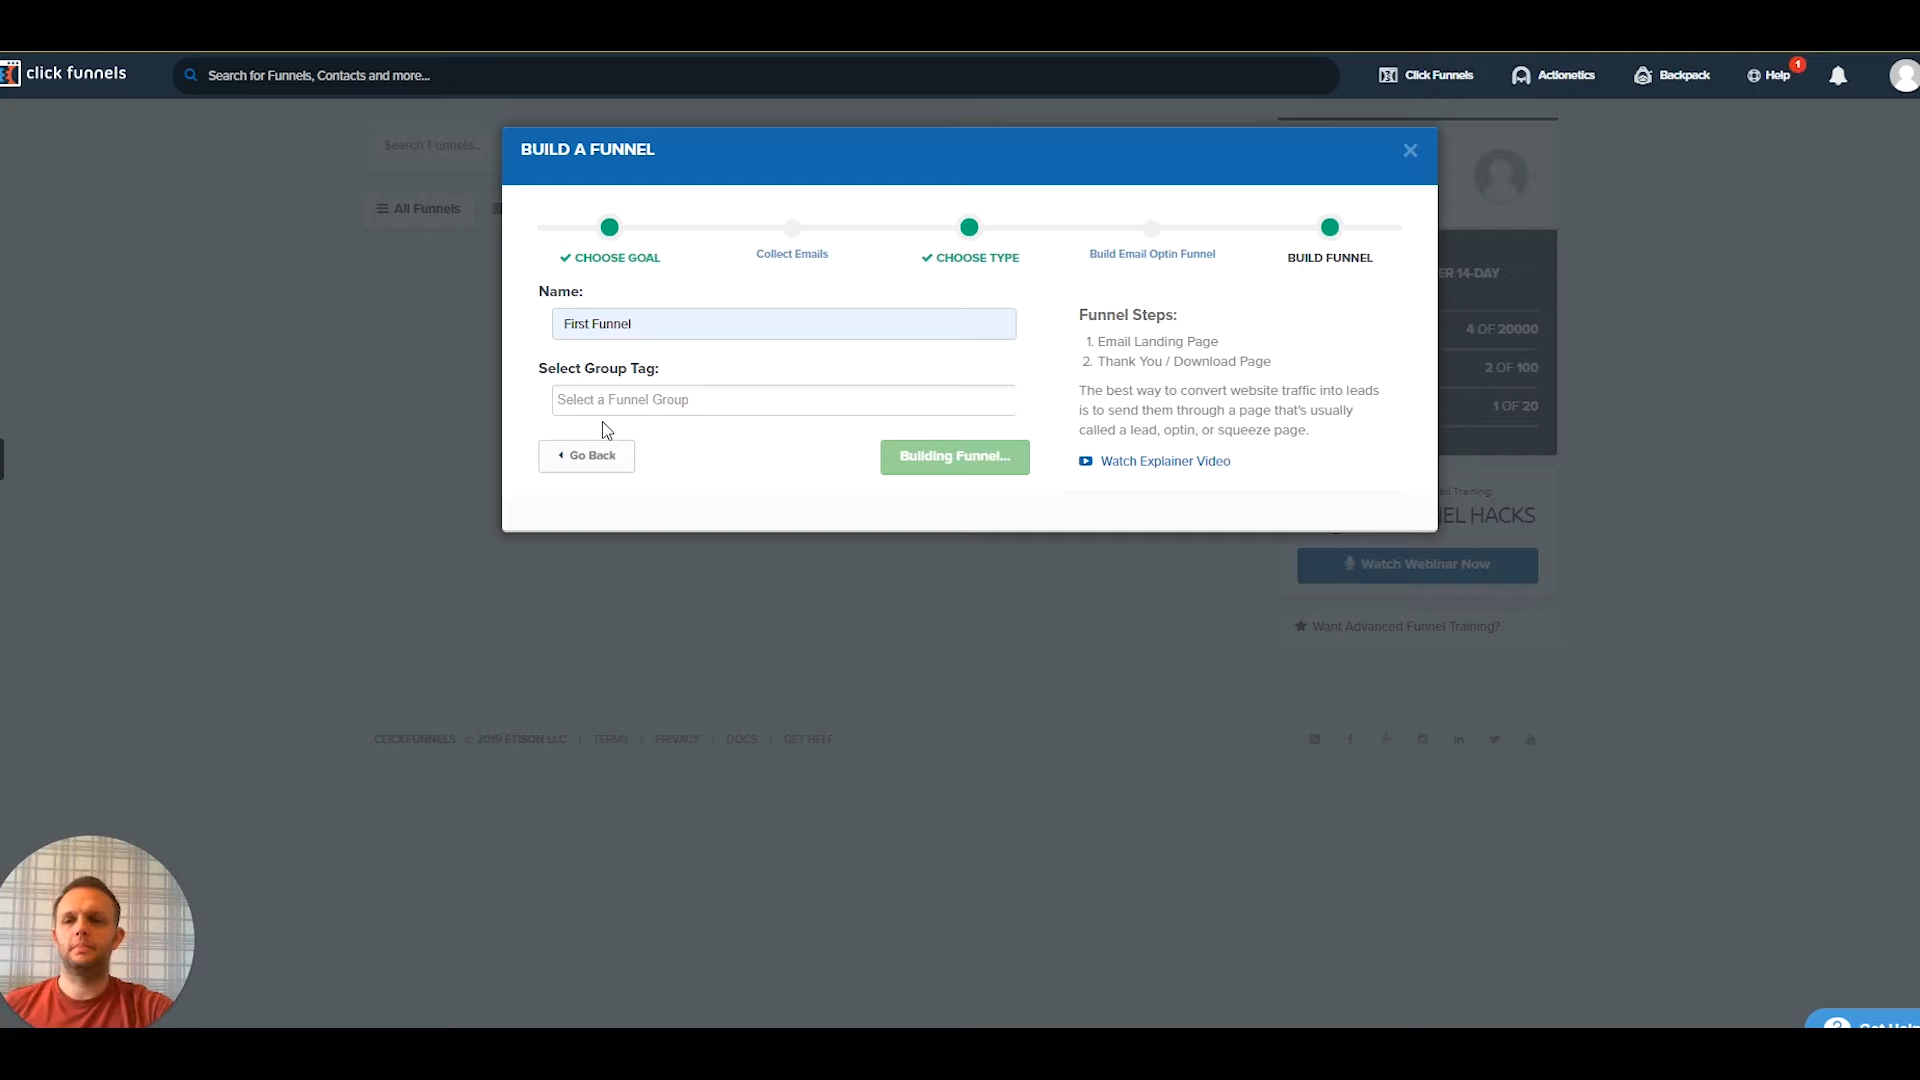 click funnels
Search for Funnels, Contacts and more...
Click Funnels
Actionetics
Backpack
Help
1
Search Funnels..
All Funnels
BUILD A FUNNEL
CHOOSE GOAL
Collect Emails
CHOOSE TYPE
Build Email Optin Funnel
BUILD FUNNEL
Name:
First Funnel
Select Group Tag:
Select a Funnel Group
Go Back
Building Funnel...
Funnel Steps:
1. Email Landing Page
2. Thank You / Download Page
The best way to convert website traffic into leads
is to send them through a page that's usually
called a lead, optin, or squeeze page.
Watch Explainer Video
14-DAY
4 OF 20000
2 OF 100
1 OF 20
Training:
HACKS
Watch Webinar Now
Want Advanced Funnel Training?
CLICKFUNNELS © 2019 ETISON LLC | TERMS | PRIVACY | DOCS | GET HELP
Get Help